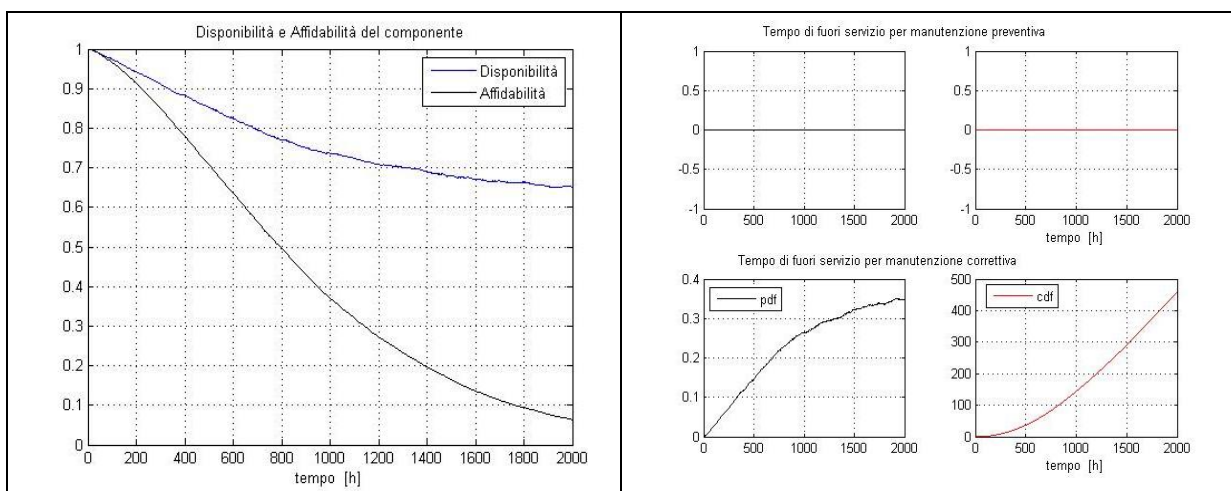 Disponibilità e Affidabilità del componente
Disponibilità
Affidabilità
1
0.9
0.8
0.7
0.6
0.5
0.4
0.3
0.2
0.1
0
0 200 400 600 800 1000 1200 1400 1600 1800 2000
tempo [h]
Tempo di fuori servizio per manutenzione preventiva
1
0.5
0
-0.5
-1
0 500 1000 1500 2000
1
0.5
0
-0.5
-1
0 500 1000 1500 2000
tempo [h]
Tempo di fuori servizio per manutenzione correttiva
pdf
0.4
0.3
0.2
0.1
0
0 500 1000 1500 2000
cdf
500
400
300
200
100
0
0 500 1000 1500 2000
tempo [h]